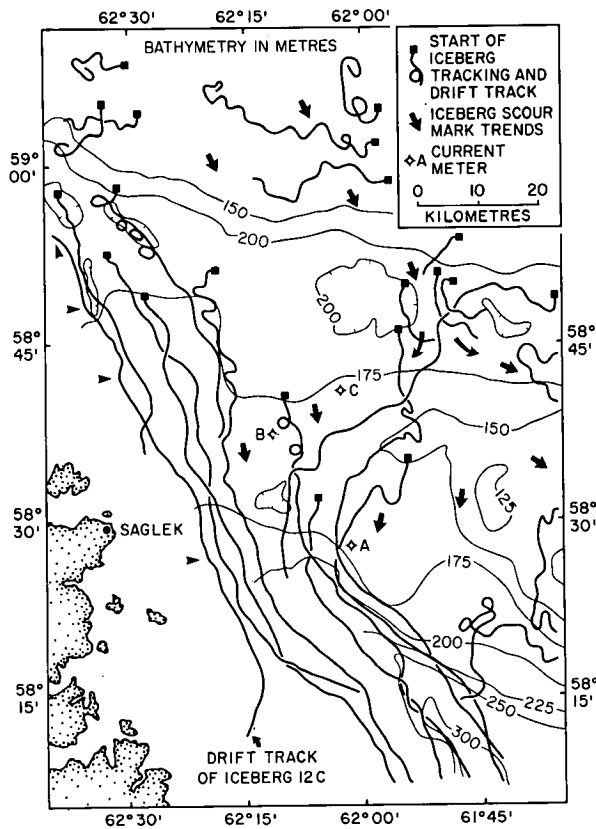 62°30' 62°15' 62°00'
BATHYMETRY IN METRES
START OF
ICEBERG
TRACKING AND
DRIFT TRACK
ICEBERG SCOUR
MARK TRENDS
A CURRENT
METER
0 10 20
KILOMETRES
59°
00'
150
200
200
58°
45'
58°
45'
175
C
150
B
125
58°
30'
SAGLEK
58°
30'
A
175
200
225
250
300
58°
15'
58°
15'
DRIFT TRACK
OF ICEBERG 12C
62°30' 62°15' 62°00' 61°45'